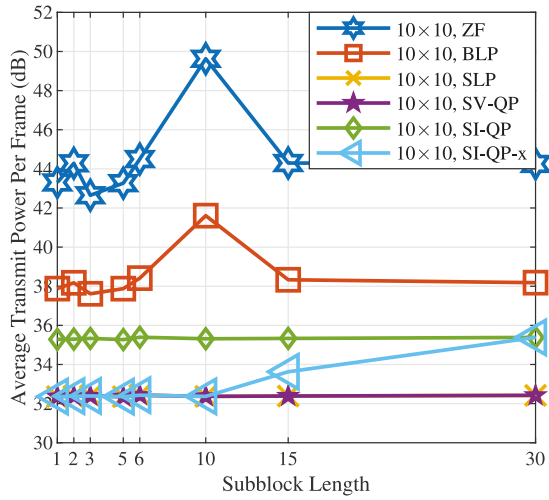 52
50
48
46
44
42
40
38
36
34
32
30
Average Transmit Power Per Frame (dB)
10×10, ZF
10×10, BLP
10×10, SLP
10×10, SV-QP
10×10, SI-QP
10×10, SI-QP-x
1 2 3 5 6 10 15 30
Subblock Length